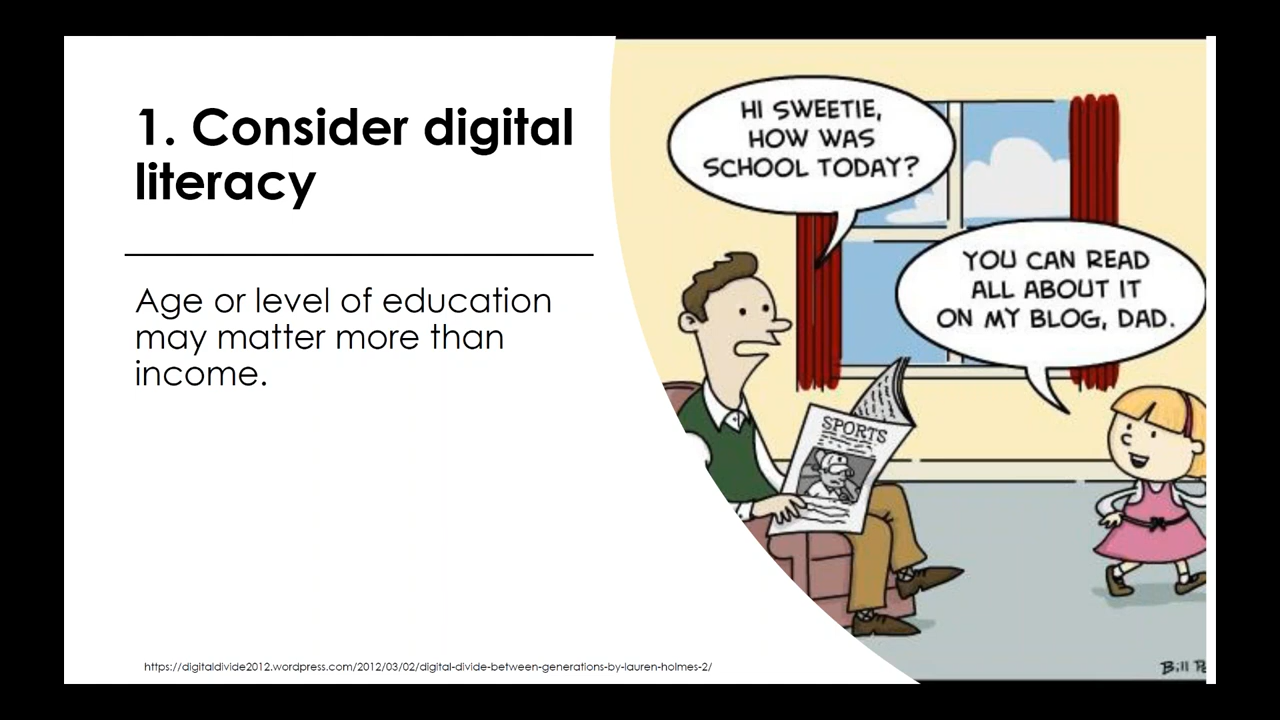 1. Consider digital
literacy
Age or level of education
may matter more than
income.
https://digitaldivide2012.wordpress.com/2012/03/02/digital-divide-between-generations-by-lauren-holmes-2/
HI SWEETIE,
HOW WAS
SCHOOL TODAY?
YOU CAN READ
ALL ABOUT IT
ON MY BLOG, DAD.
SPORTS
Bill